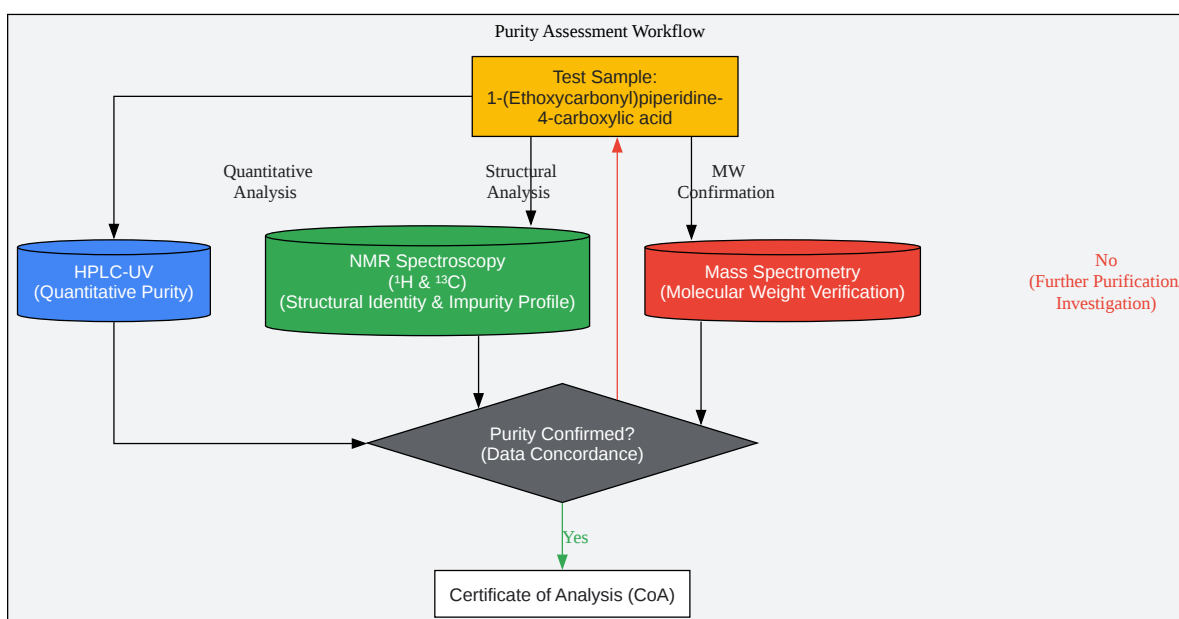 Purity Assessment Workflow
Test Sample:
1-(Ethoxycarbonyl)piperidine-
4-carboxylic acid
Quantitative
Analysis
Structural
Analysis
MW
Confirmation
HPLC-UV
(Quantitative Purity)
NMR Spectroscopy
(¹H & ¹³C)
(Structural Identity & Impurity Profile)
Mass Spectrometry
(Molecular Weight Verification)
No
(Further Purification/
Investigation)
Purity Confirmed?
(Data Concordance)
Yes
Certificate of Analysis (CoA)